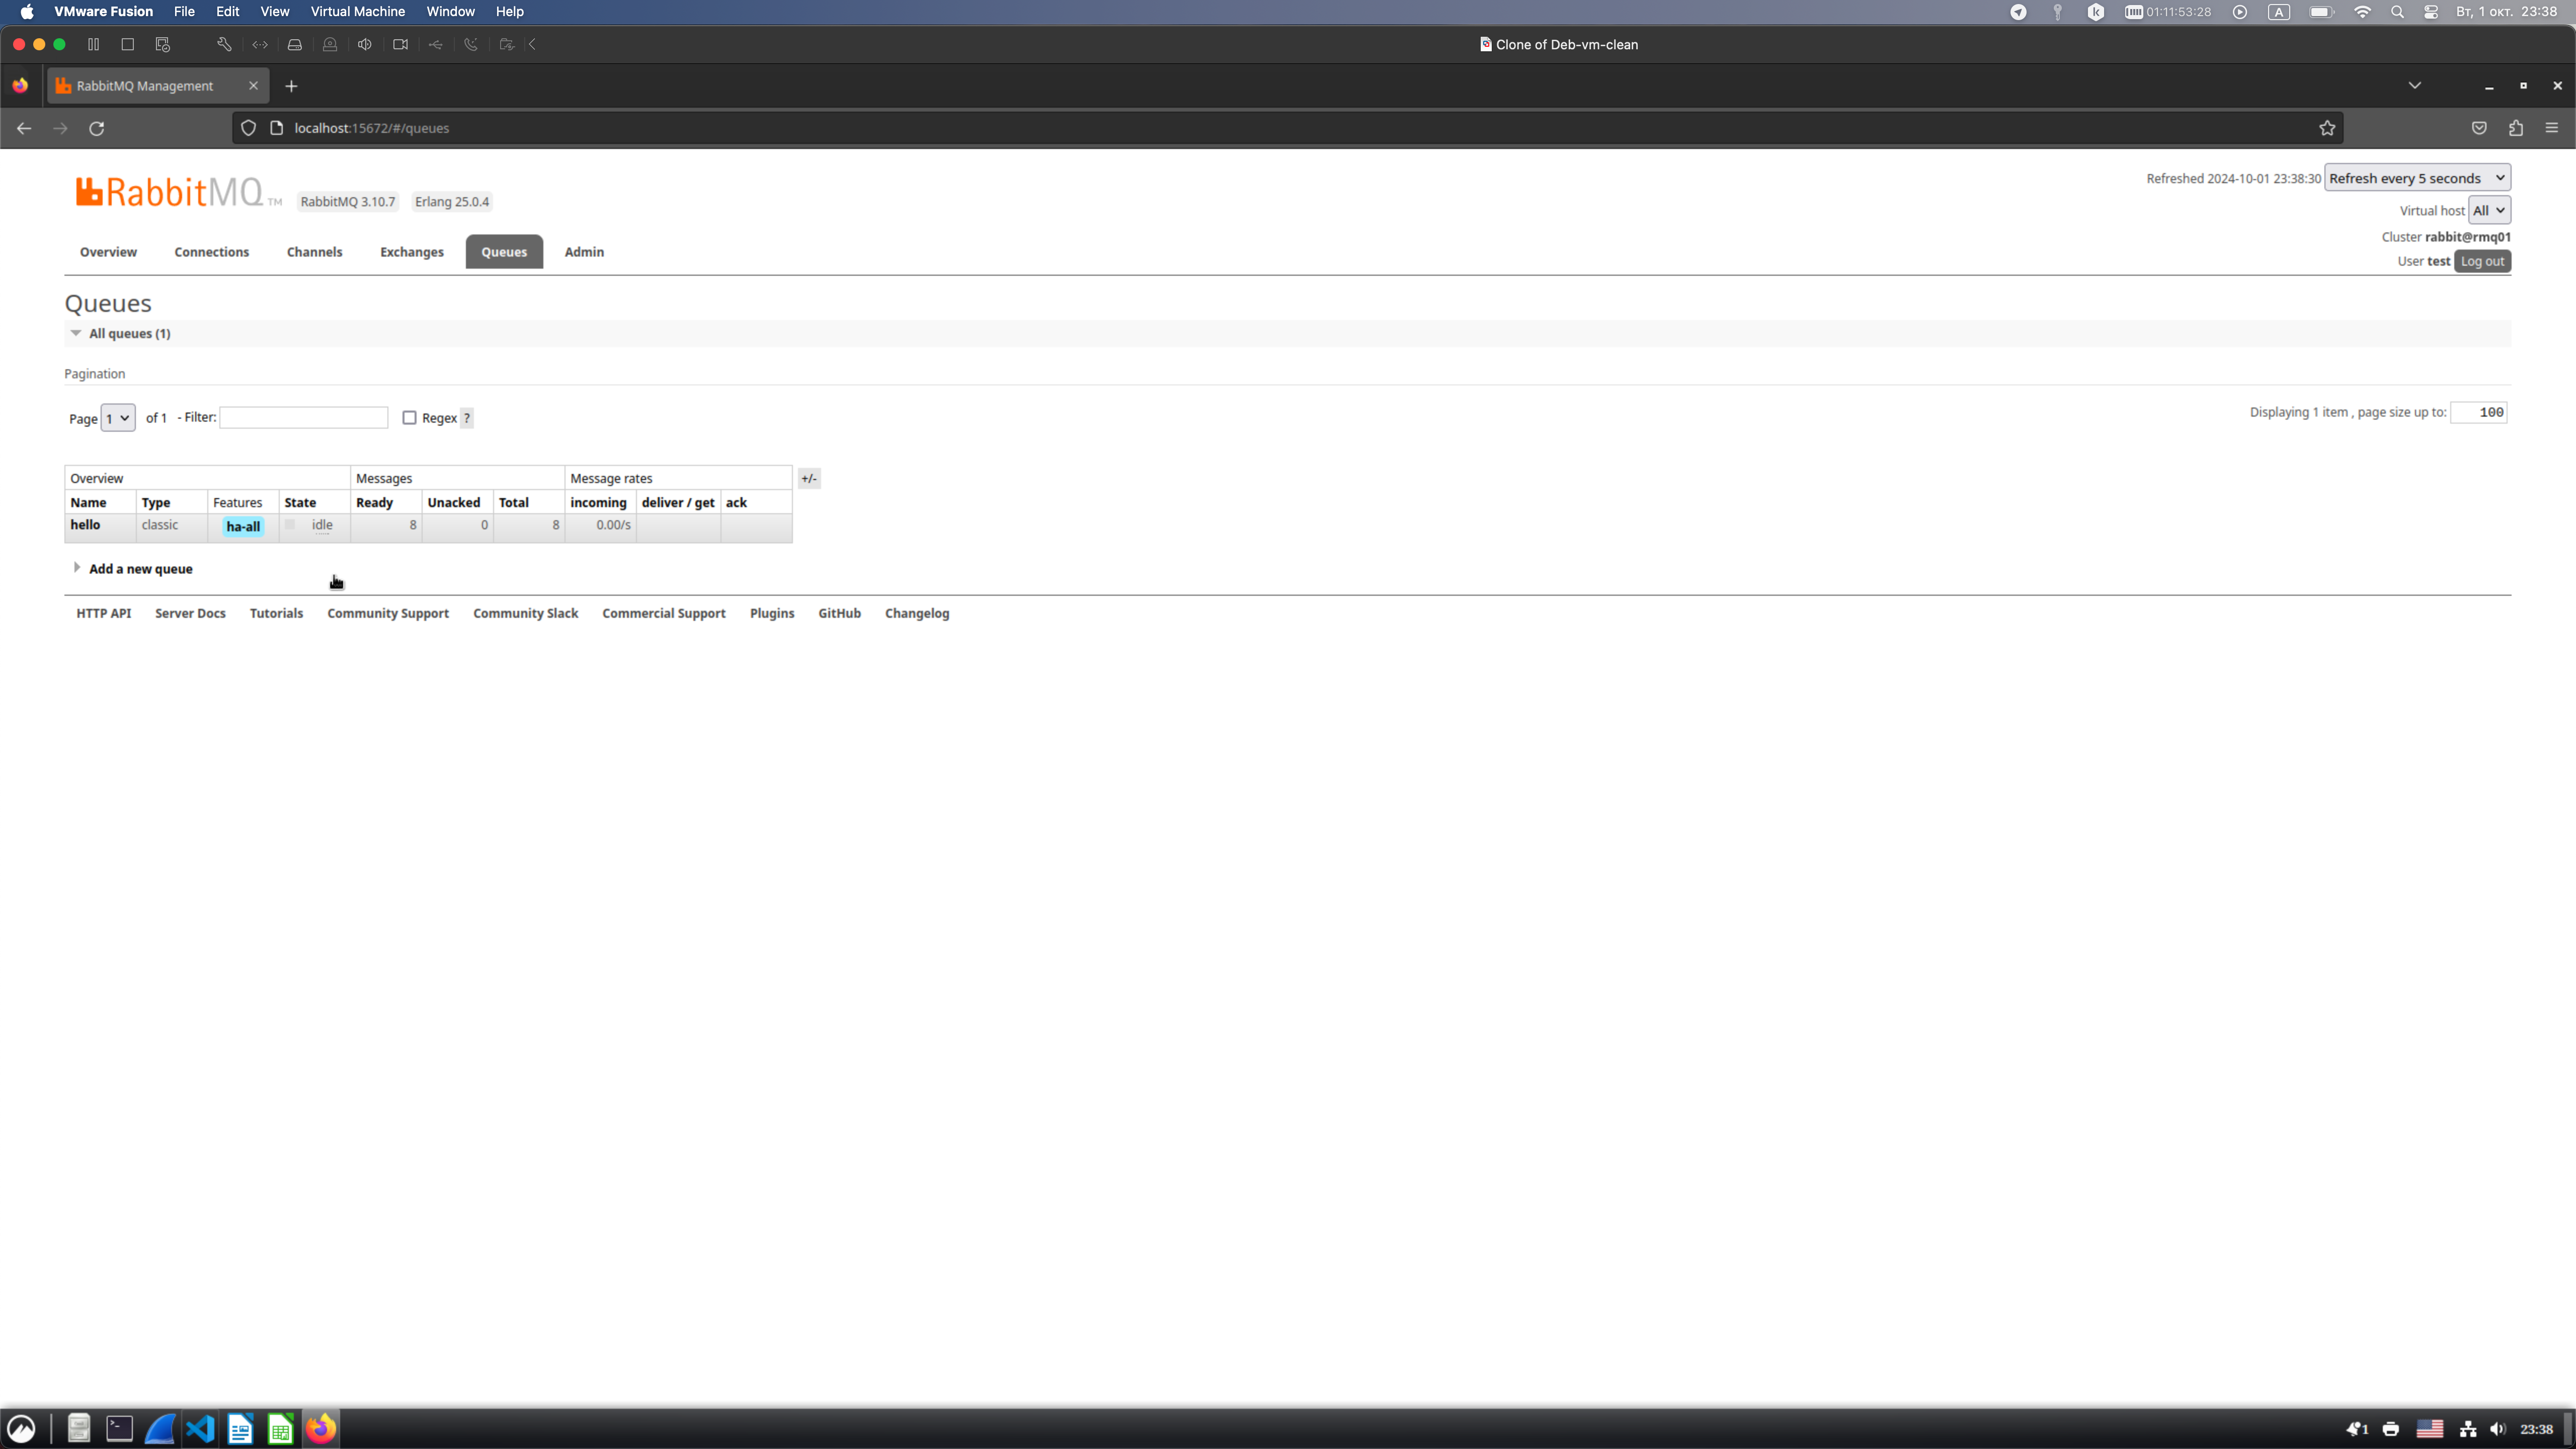 VMware Fusion File Edit View Virtual Machine Window Help 01:11:53:28 A Вт, 1 окт. 23:38
Clone of Deb-vm-clean
RabbitMQ Management
localhost:15672/#/queues
RabbitMQ TM RabbitMQ 3.10.7 Erlang 25.0.4
Refreshed 2024-10-01 23:38:30 Refresh every 5 seconds
Virtual host All
Cluster rabbit@rmq01
User test Log out
Overview Connections Channels Exchanges Queues Admin
Queues
All queues (1)
Pagination
Page 1 of 1 - Filter: Regex ? Displaying 1 item , page size up to: 100
Overview Messages Message rates +/-
Name Type Features State Ready Unacked Total incoming deliver / get ack
hello classic ha-all idle 8 0 8 0.00/s
Add a new queue
HTTP API Server Docs Tutorials Community Support Community Slack Commercial Support Plugins GitHub Changelog
1 23:38